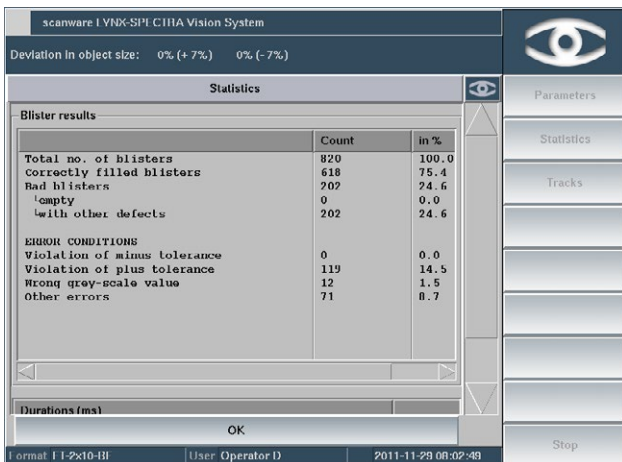 scanware LYNX-SPECTRA Vision System
Deviation in object size: 0% (+ 7%) 0% (- 7%)
Statistics
Parameters
Statistics
Tracks
Stop
Blister results
Count in %
Total no. of blisters 820 100.0
Correctly filled blisters 618 75.4
Bad blisters 202 24.6
empty 0 0.0
with other defects 202 24.6
ERROR CONDITIONS
Violation of minus tolerance 0 0.0
Violation of plus tolerance 119 14.5
Wrong grey-scale value 12 1.5
Other errors 71 8.7
Durations (ms)
OK
Format User Operator D 2011-11-29 08:02:49